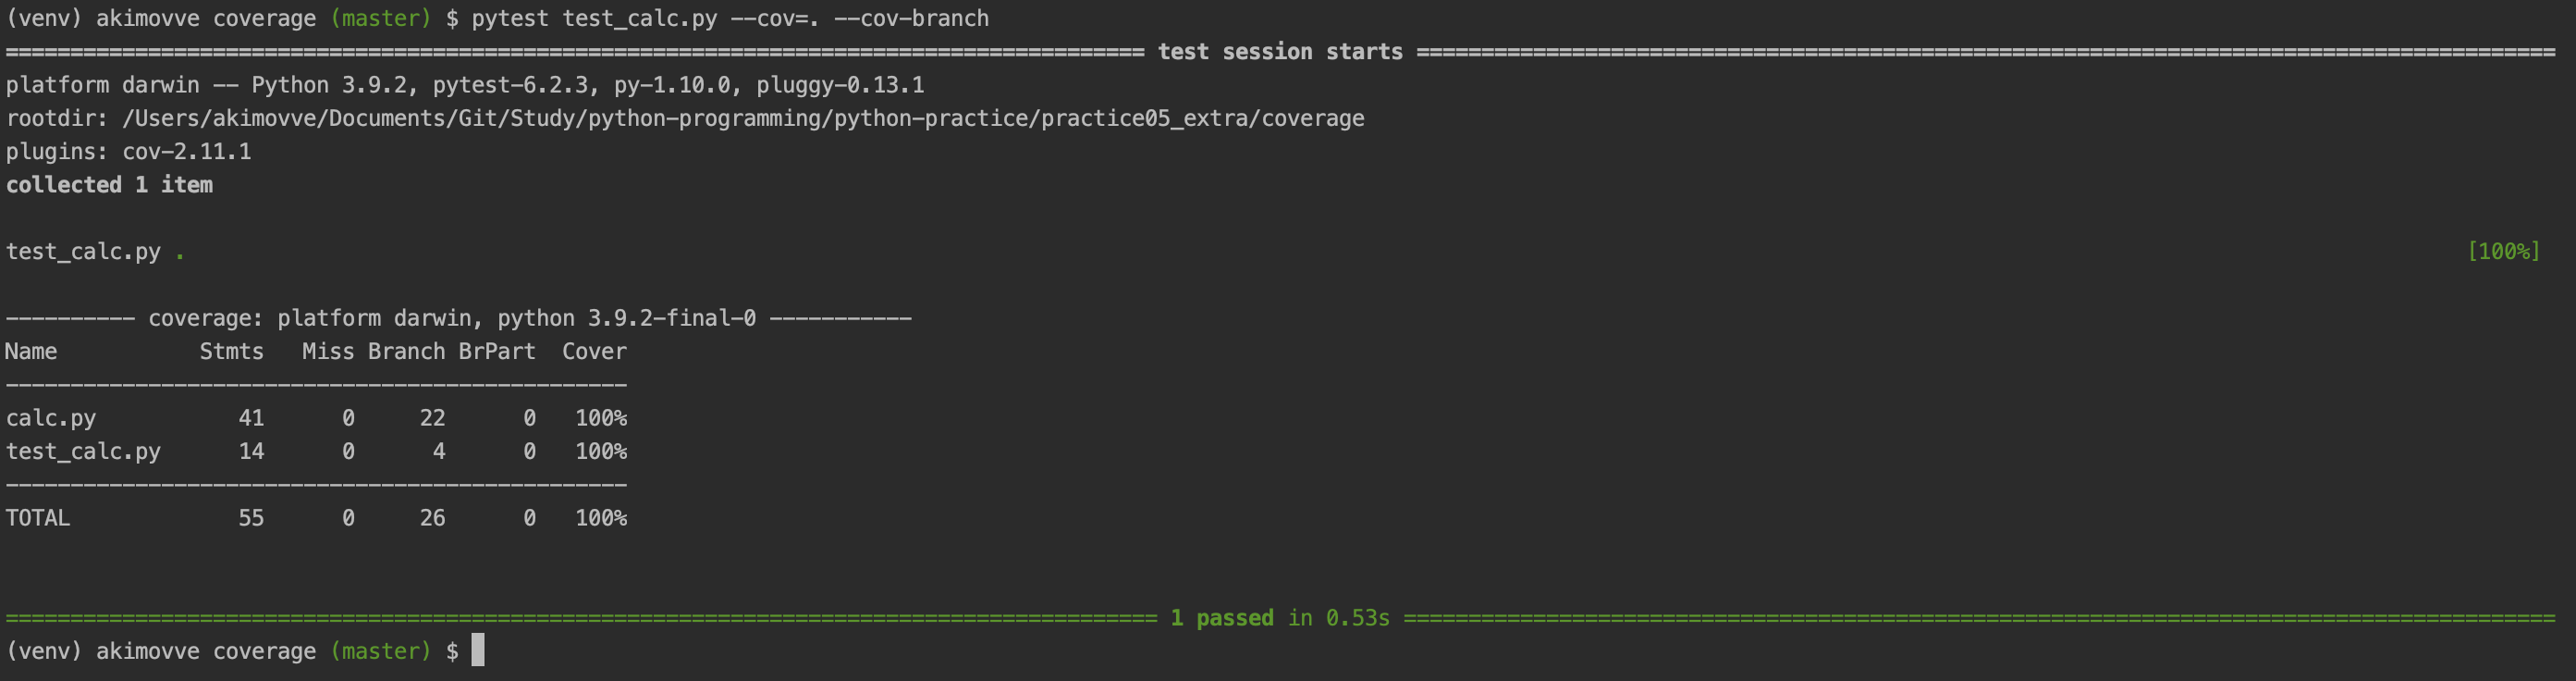 (venv) akimovve coverage (master) $ pytest test_calc.py --cov=. --cov-branch
======================================================================================== test session starts ========================================================================================
platform darwin -- Python 3.9.2, pytest-6.2.3, py-1.10.0, pluggy-0.13.1
rootdir: /Users/akimovve/Documents/Git/Study/python-programming/python-practice/practice05_extra/coverage
plugins: cov-2.11.1
collected 1 item
test_calc.py . [100%]
---------- coverage: platform darwin, python 3.9.2-final-0 -----------
Name Stmts Miss Branch BrPart Cover
------------------------------------------------
calc.py 41 0 22 0 100%
test_calc.py 14 0 4 0 100%
------------------------------------------------
TOTAL 55 0 26 0 100%
========================================================================================= 1 passed in 0.53s =========================================================================================
(venv) akimovve coverage (master) $